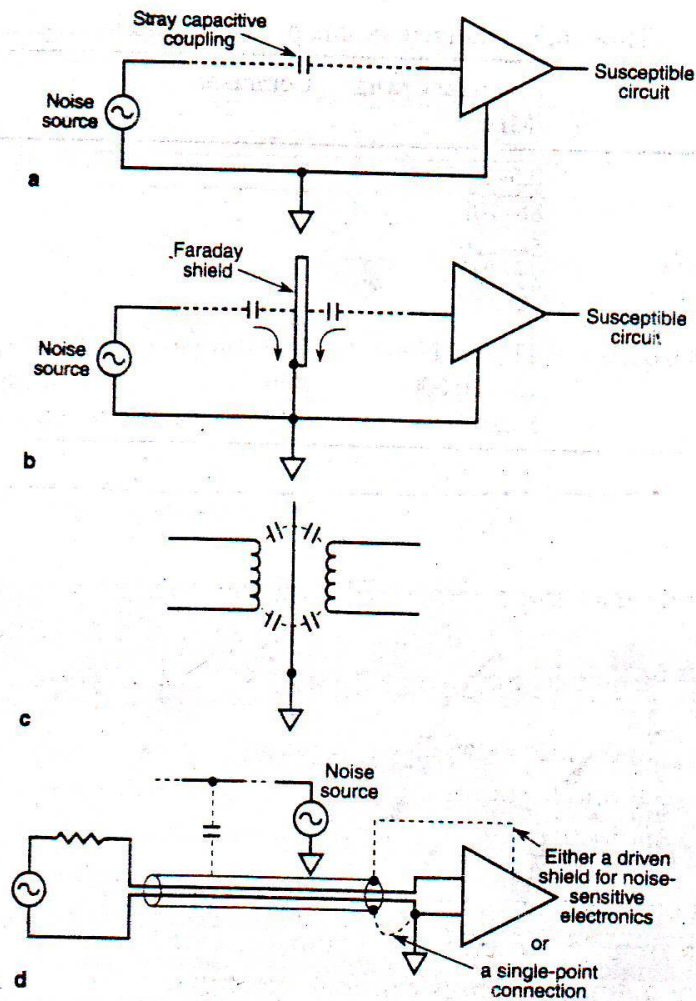 Stray capacitive
coupling
Noise
source
Susceptible
circuit
a
Faraday
shield
Noise
source
Susceptible
circuit
b
c
Noise
source
Either a driven
shield for noise-
sensitive
electronics
or
a single-point
connection
d